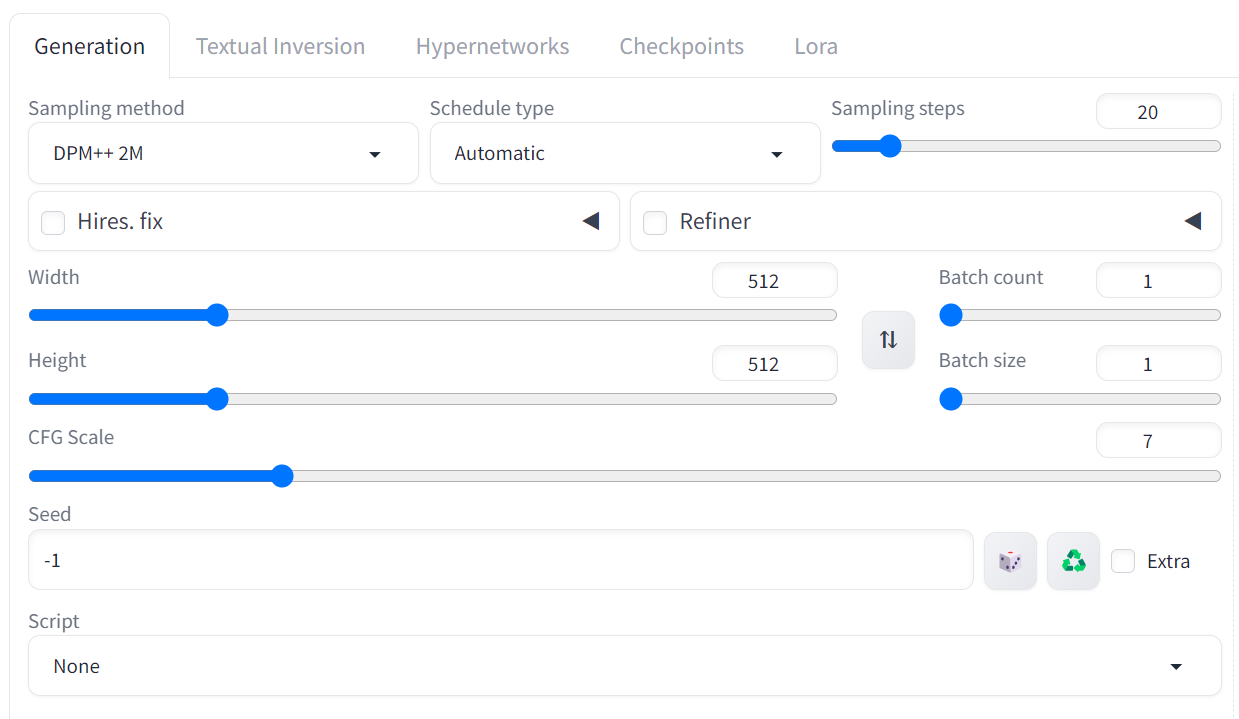 Generation Textual Inversion Hypernetworks Checkpoints Lora
Sampling method Schedule type Sampling steps 20
DPM++ 2M Automatic
Hires. fix Refiner
Width 512 Batch count 1
Height 512 Batch size 1
CFG Scale 7
Seed
-1 Extra
Script
None